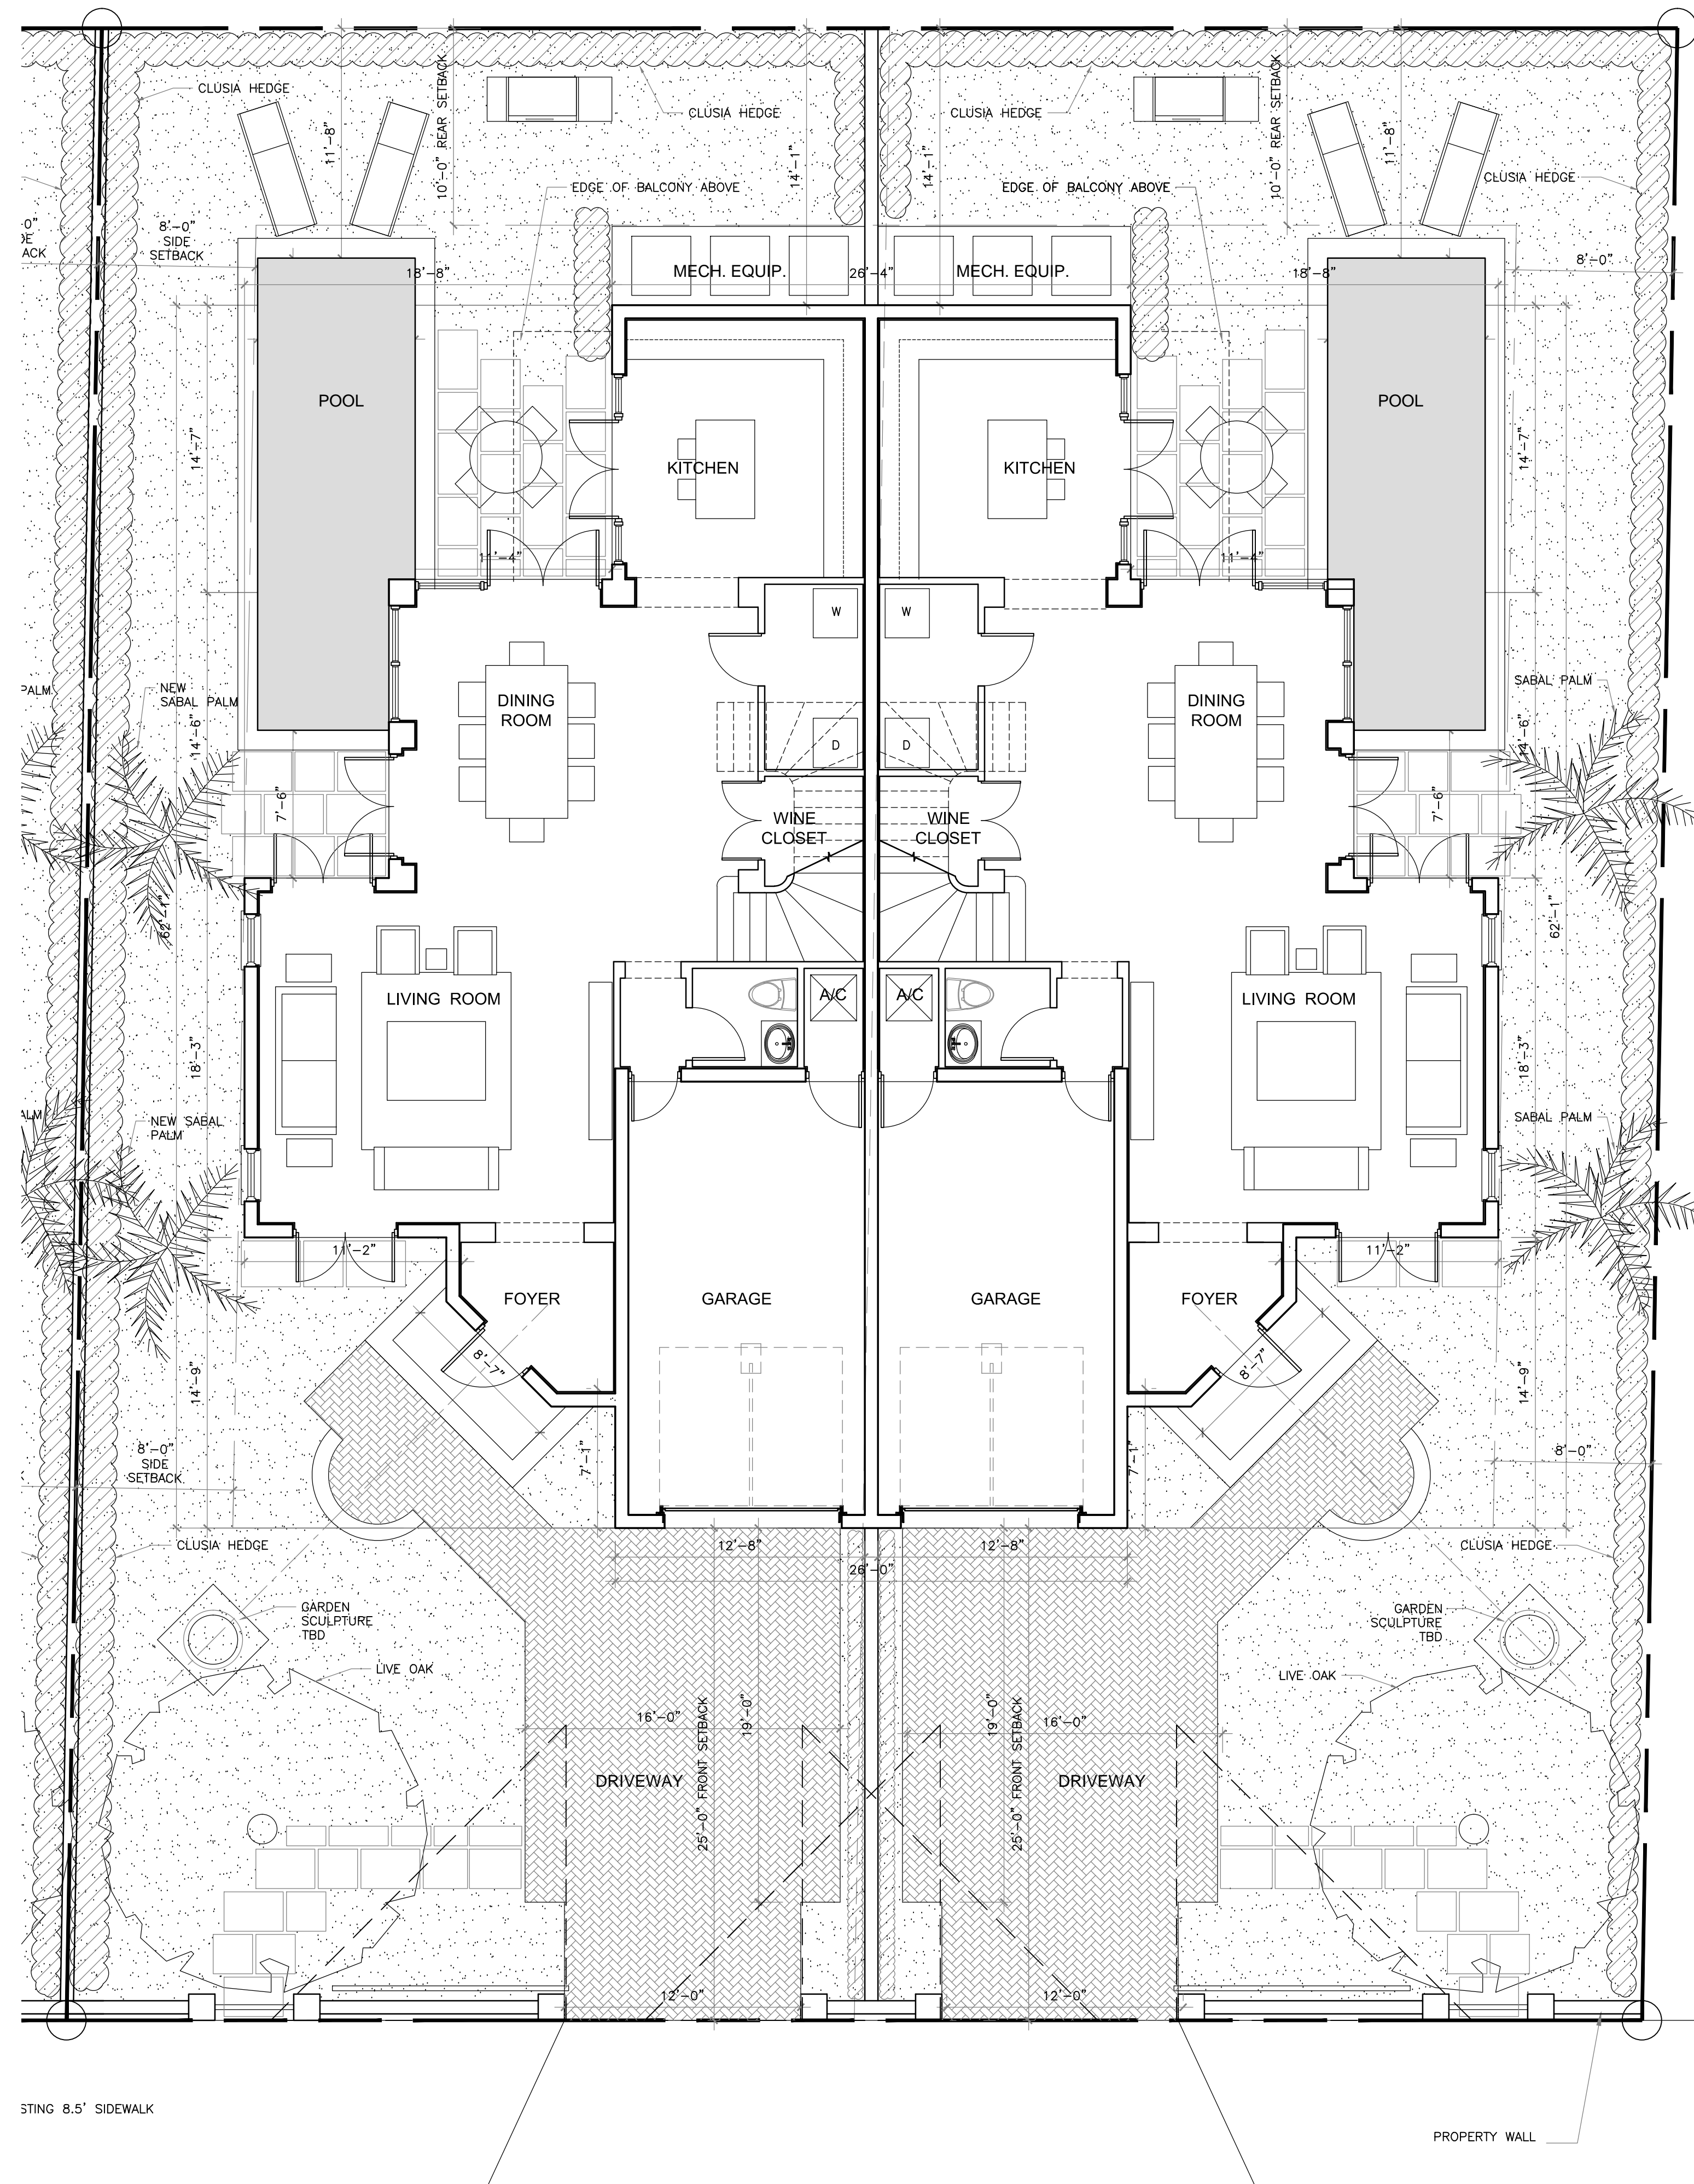 CLUSIA HEDGE
CLUSIA HEDGE
CLUSIA HEDGE
11'-8"
10'-0" REAR SETBACK
14'-1"
14'-1"
10'-0" REAR SETBACK
11'-8"
EDGE OF BALCONY ABOVE
EDGE OF BALCONY ABOVE
CLUSIA HEDGE
0"
ACK
8'-0"
SIDE
SETBACK
18'-8"
MECH. EQUIP.
26'-4"
MECH. EQUIP.
18'-8"
8'-0"
POOL
POOL
14'-7"
KITCHEN
KITCHEN
14'-7"
11'-4"
11'-4"
W
W
PALM
NEW
SABAL PALM
DINING
ROOM
DINING
ROOM
SABAL PALM
14'-6"
D
D
14'-6"
7'-6"
WINE
CLOSET
WINE
CLOSET
7'-6"
62'-1"
62'-1"
LIVING ROOM
A/C
A/C
LIVING ROOM
18'-3"
18'-3"
ALM
NEW SABAL
PALM
SABAL PALM
11'-2"
11'-2"
FOYER
GARAGE
GARAGE
FOYER
8'-7"
8'-7"
14'-9"
14'-9"
8'-0"
SIDE
SETBACK
7'-1"
7'-1"
8'-0"
CLUSIA HEDGE
12'-8"
12'-8"
CLUSIA HEDGE
26'-0"
GARDEN
SCULPTURE
TBD
GARDEN
SCULPTURE
TBD
LIVE OAK
LIVE OAK
16'-0"
25'-0" FRONT SETBACK
19'-0"
19'-0"
25'-0" FRONT SETBACK
16'-0"
DRIVEWAY
DRIVEWAY
12'-0"
12'-0"
STING 8.5' SIDEWALK
PROPERTY WALL